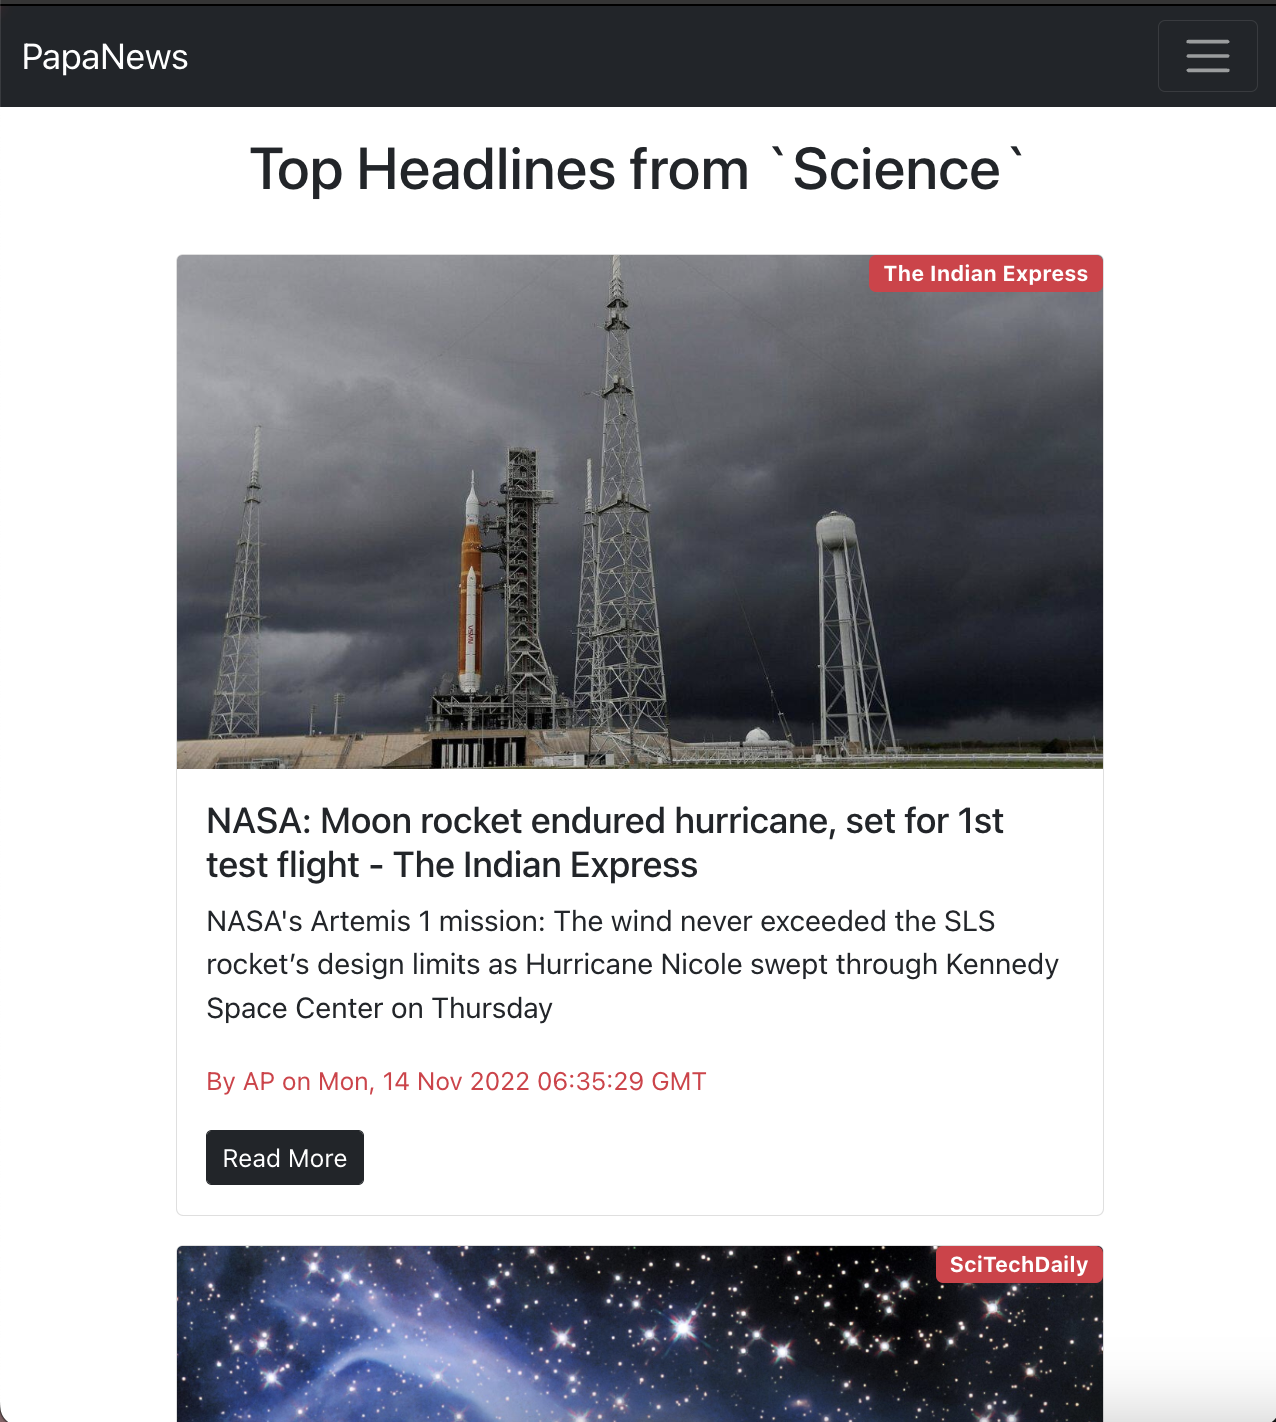 PapaNews
Top Headlines from `Science`
The Indian Express
NASA
NASA: Moon rocket endured hurricane, set for 1st
test flight - The Indian Express
NASA's Artemis 1 mission: The wind never exceeded the SLS
rocket’s design limits as Hurricane Nicole swept through Kennedy
Space Center on Thursday
By AP on Mon, 14 Nov 2022 06:35:29 GMT
Read More
SciTechDaily